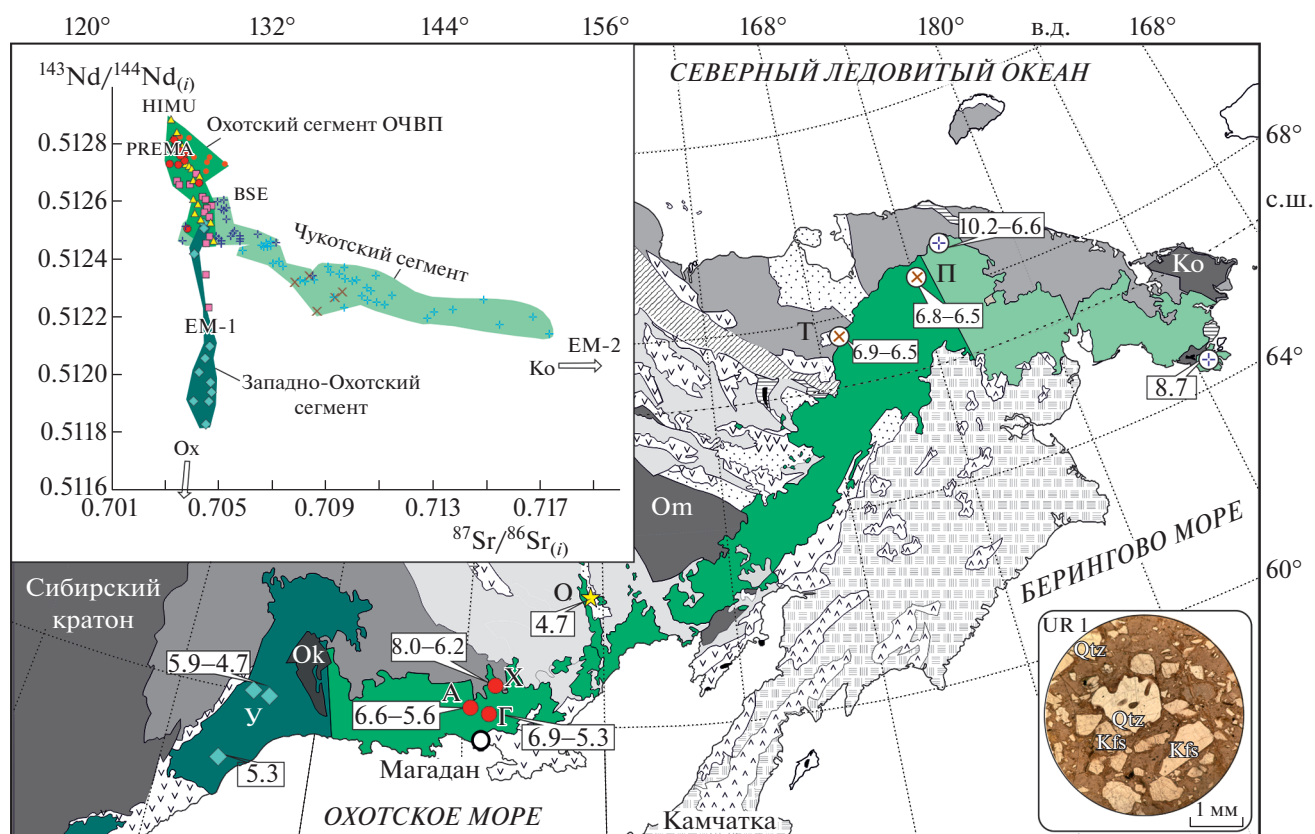 120° 132° 144° 156° 168° 180° в.д. 168°
143Nd/144Nd(i)
СЕВЕРНЫЙ ЛЕДОВИТЫЙ ОКЕАН
HIMU
Охотский сегмент ОЧВП
0.5128
PREMA
68°
0.5126
BSE
с.ш.
10.2–6.6
0.5124
Чукотский сегмент
Ko
П
6.8–6.5
0.5122
EM-1
Т
6.9–6.5
EM-2
Ko
64°
8.7
0.5120
Западно-Охотский
сегмент
0.5118
Ox
0.5116
0.701 0.705 0.709 0.713 0.717
87Sr/86Sr(i)
Om
БЕРИНГОВО МОРЕ
60°
Сибирский
кратон
О
4.7
UR 1
Qtz
Ok
8.0–6.2
5.9–4.7
Х
А
У
6.6–5.6
Г
Qtz
Kfs
Kfs
6.9–5.3
5.3
Магадан
1 мм
ОХОТСКОЕ МОРЕ
Камчатка